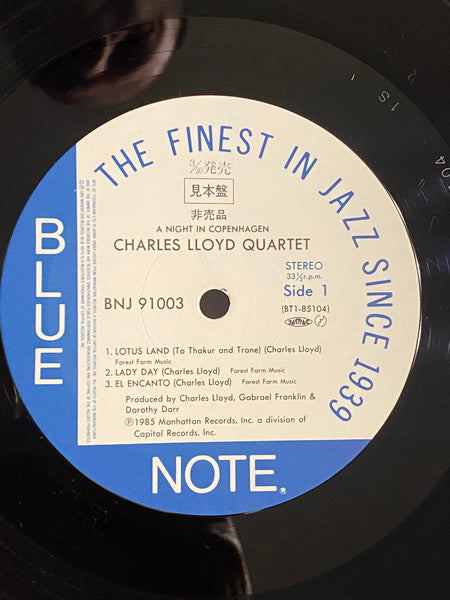 THE FINEST IN JAZZ SINCE 1939
BLUE
NOTE®
3/30発売
見本盤
非売品
A NIGHT IN COPENHAGEN
CHARLES LLOYD QUARTET
STEREO
33⅓r.p.m.
BNJ 91003
Side 1
(BT1-85104)
1. LOTUS LAND (To Thakur and Trane) (Charles Lloyd)
Forest Farm Music
2. LADY DAY (Charles Lloyd) Forest Farm Music
3. EL ENCANTO (Charles Lloyd) Forest Farm Music
Produced by Charles Lloyd, Gabrael Franklin &
Dorothy Darr
℗1985 Manhattan Records, Inc. a division of
Capitol Records, Inc.